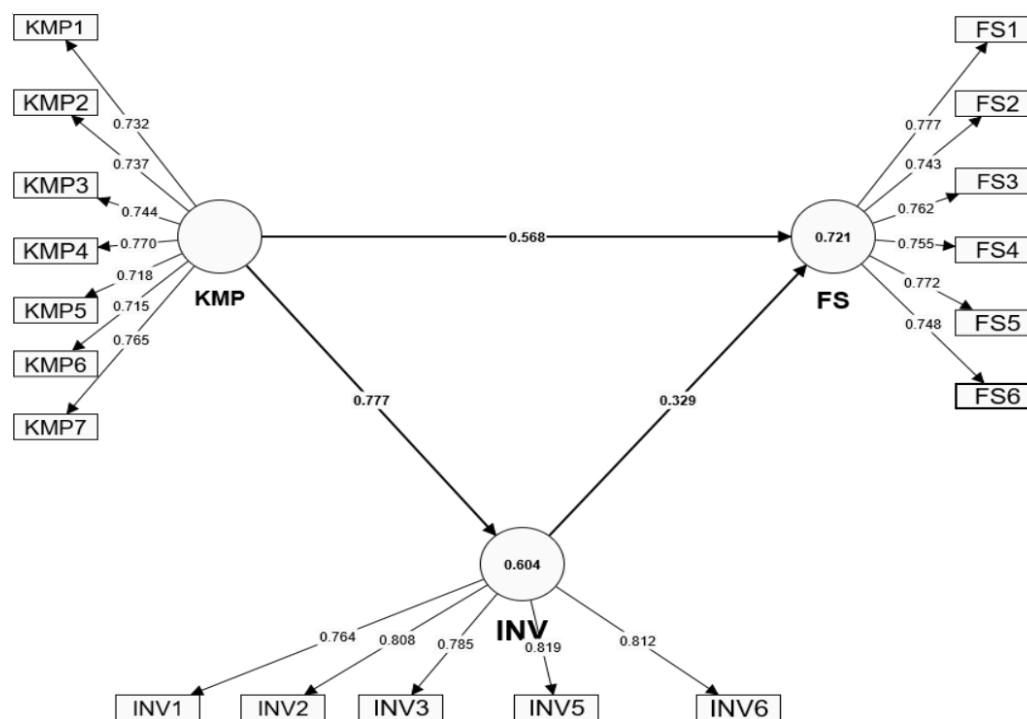 KMP1
KMP2
KMP3
KMP4
KMP5
KMP6
KMP7
0.732
0.737
0.744
0.770
0.718
0.715
0.765
KMP
0.568
0.721
FS
0.777
0.743
0.762
0.755
0.772
0.748
FS1
FS2
FS3
FS4
FS5
FS6
0.777
0.329
0.604
INV
0.764
0.808
0.785
0.819
0.812
INV1
INV2
INV3
INV5
INV6